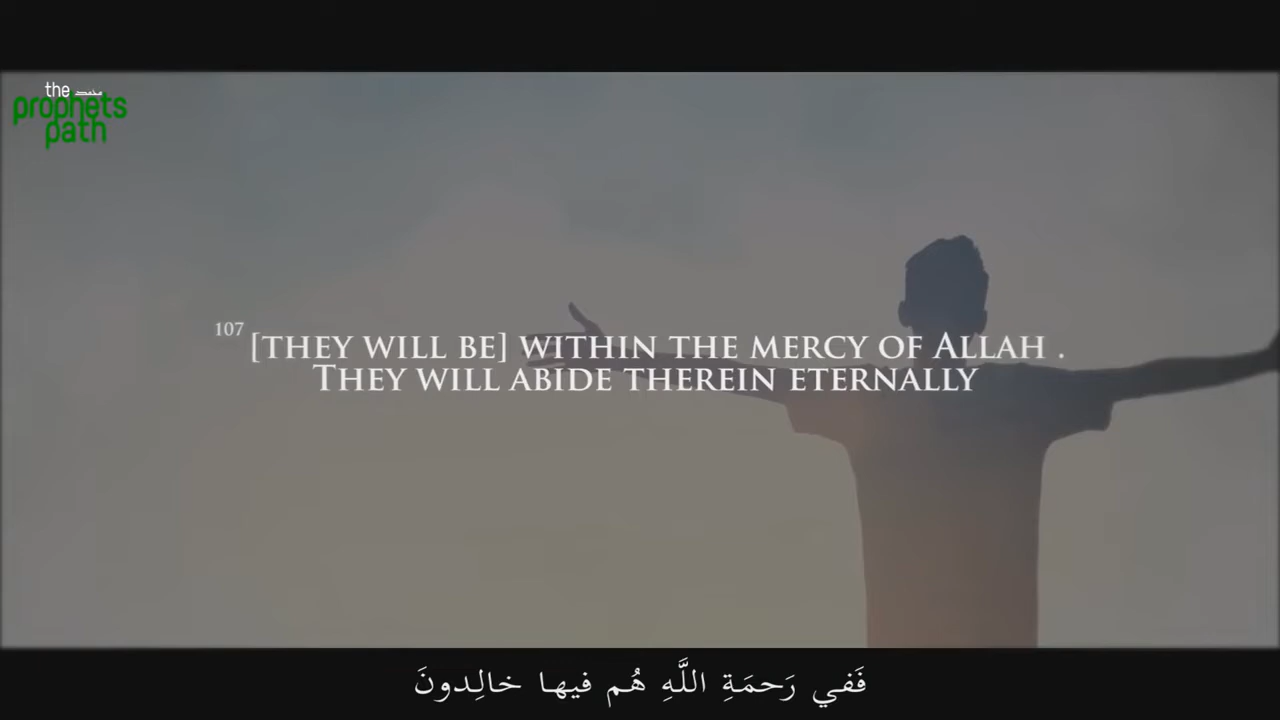 the محمد
prophets
path
107 [THEY WILL BE] WITHIN THE MERCY OF ALLAH .
THEY WILL ABIDE THEREIN ETERNALLY
فَفي رَحمَةِ اللَّهِ هُم فيها خالِدونَ